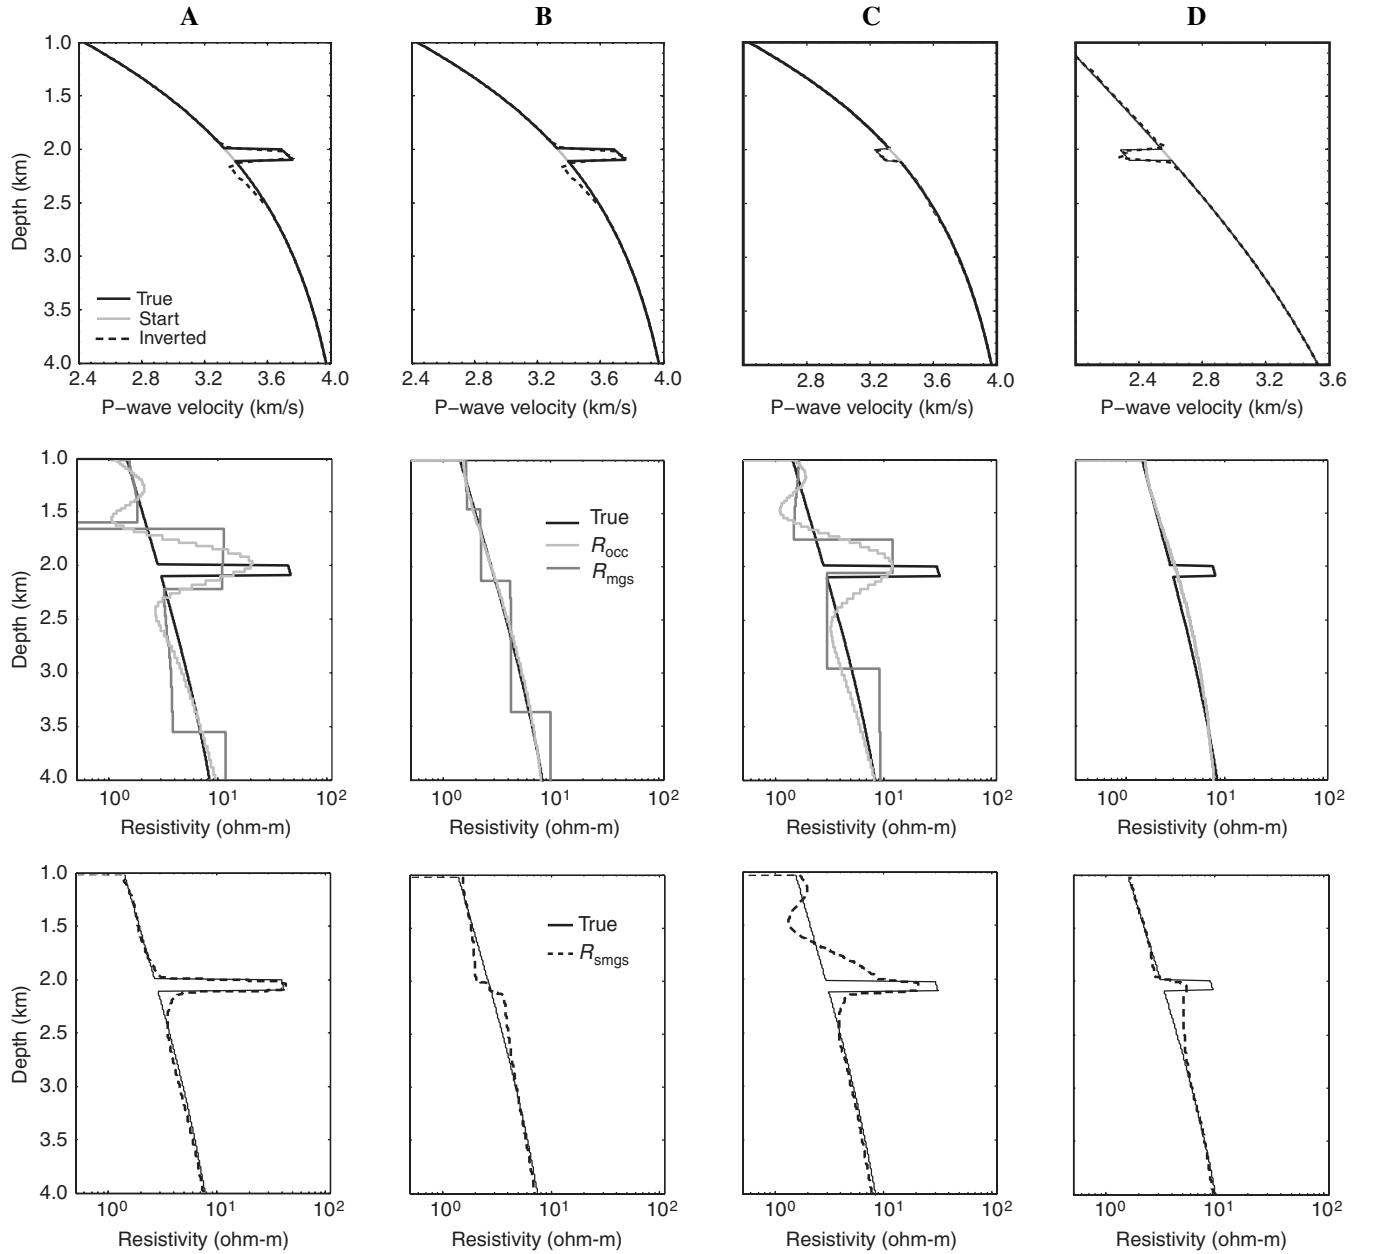 A B C D
1.0
1.5
2.0
2.5
3.0
3.5
4.0
Depth (km)
True
Start
Inverted
2.4 2.8 3.2 3.6 4.0
2.4 2.8 3.2 3.6 4.0
2.8 3.2 3.6 4.0
2.4 2.8 3.2 3.6
P–wave velocity (km/s) P–wave velocity (km/s) P–wave velocity (km/s) P–wave velocity (km/s)
1.0
1.5
2.0
2.5
3.0
3.5
4.0
Depth (km)
True
Rocc
Rmgs
10^0 10^1 10^2
10^0 10^1 10^2
10^0 10^1 10^2
10^0 10^1 10^2
Resistivity (ohm-m) Resistivity (ohm-m) Resistivity (ohm-m) Resistivity (ohm-m)
1.0
1.5
2.0
2.5
3.0
3.5
4.0
Depth (km)
True
Rsmgs
10^0 10^1 10^2
10^0 10^1 10^2
10^0 10^1 10^2
10^0 10^1 10^2
Resistivity (ohm-m) Resistivity (ohm-m) Resistivity (ohm-m) Resistivity (ohm-m)